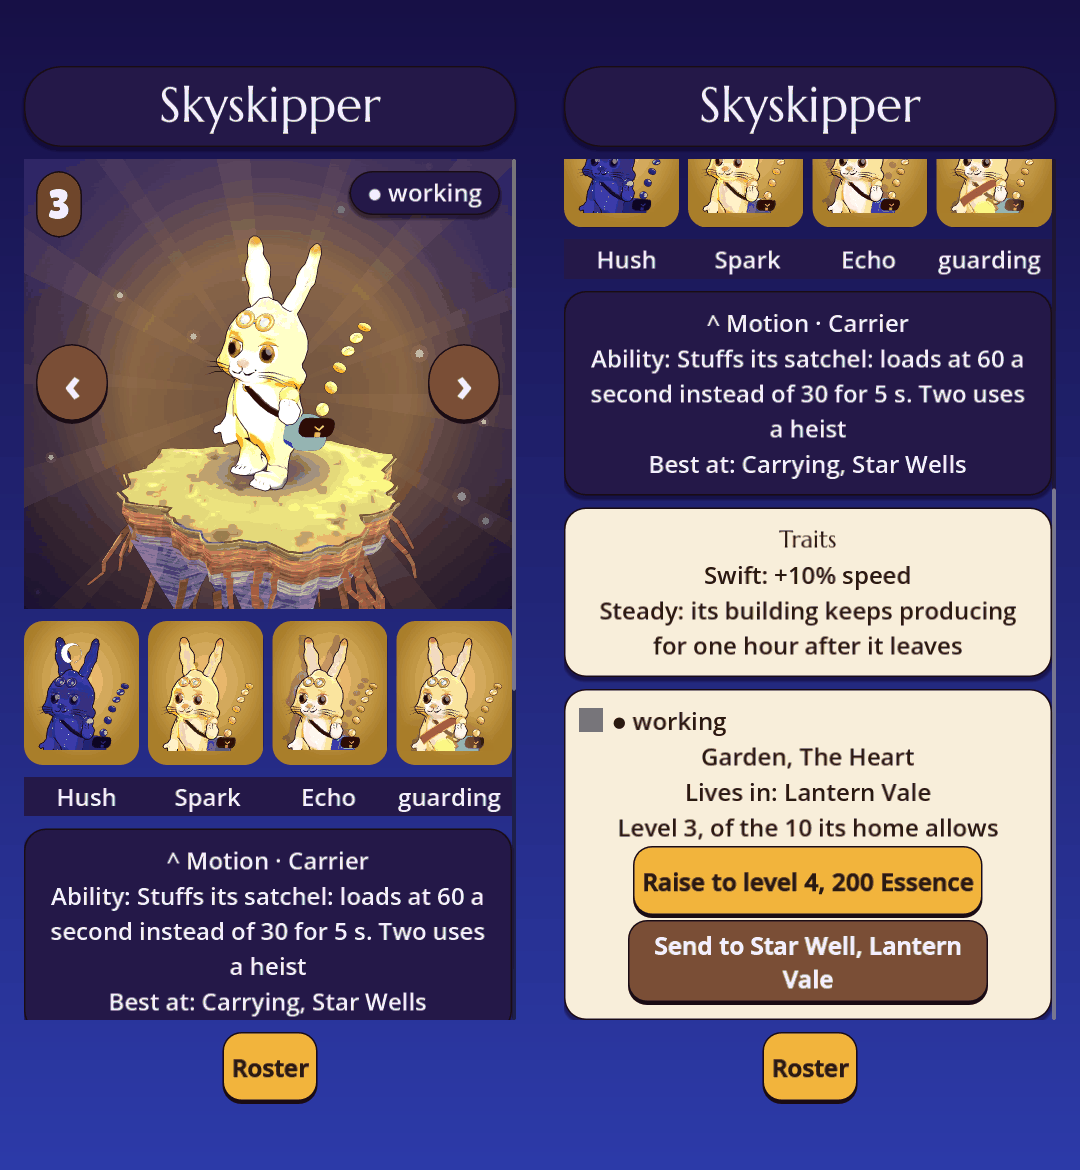 Skyskipper
3
● working
‹
›
Hush Spark Echo guarding
^ Motion · Carrier
Ability: Stuffs its satchel: loads at 60 a
second instead of 30 for 5 s. Two uses
a heist
Best at: Carrying, Star Wells
Roster
Skyskipper
Hush Spark Echo guarding
^ Motion · Carrier
Ability: Stuffs its satchel: loads at 60 a
second instead of 30 for 5 s. Two uses
a heist
Best at: Carrying, Star Wells
Traits
Swift: +10% speed
Steady: its building keeps producing
for one hour after it leaves
● working
Garden, The Heart
Lives in: Lantern Vale
Level 3, of the 10 its home allows
Raise to level 4, 200 Essence
Send to Star Well, Lantern
Vale
Roster